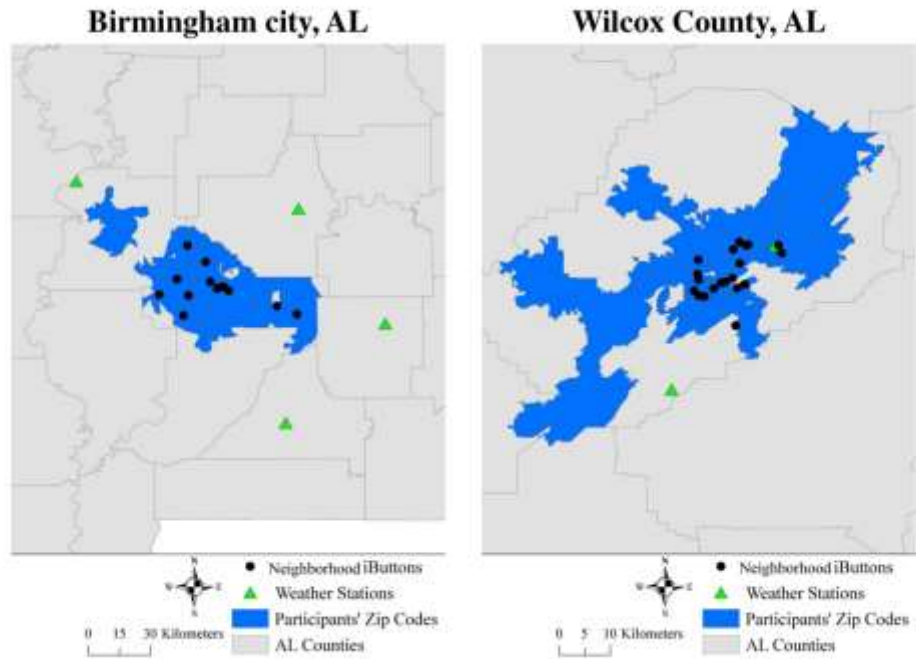 Birmingham city, AL
Wilcox County, AL
N
W
E
S
Neighborhood iButtons
Weather Stations
Participants' Zip Codes
AL Counties
0 15 30 Kilometers
N
W
E
S
Neighborhood iButtons
Weather Stations
Participants' Zip Codes
AL Counties
0 5 10 Kilometers